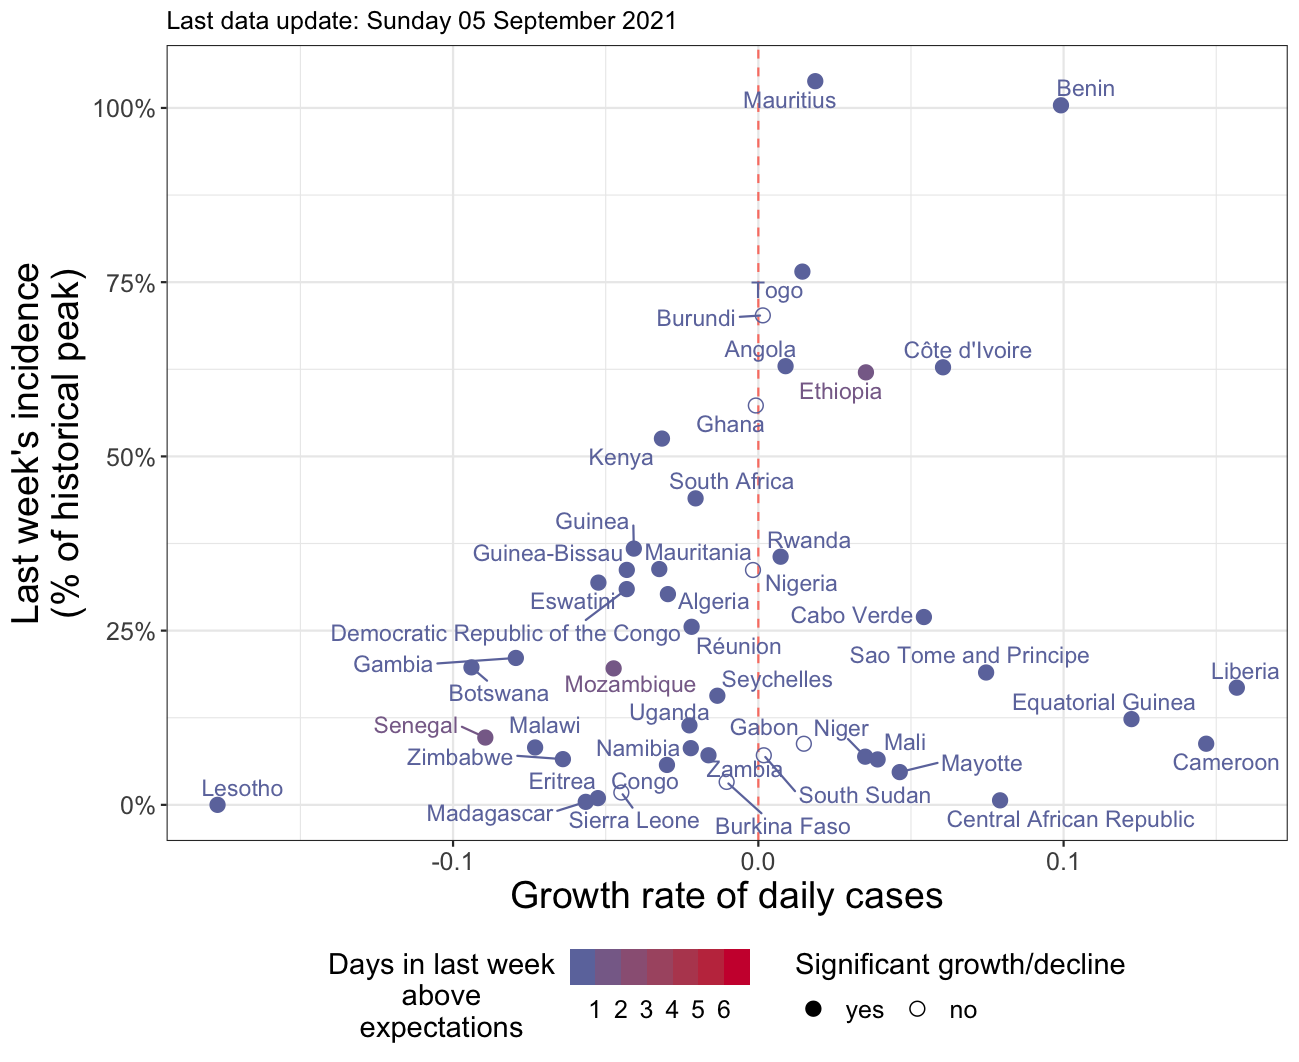 Last data update: Sunday 05 September 2021
Last week's incidence
(% of historical peak)
100%
75%
50%
25%
0%
Mauritius
Benin
Togo
Burundi
Angola
Côte d'Ivoire
Ethiopia
Ghana
Kenya
South Africa
Guinea
Rwanda
Guinea-Bissau
Mauritania
Nigeria
Eswatini
Algeria
Cabo Verde
Democratic Republic of the Congo
Réunion
Sao Tome and Principe
Gambia
Liberia
Mozambique
Seychelles
Botswana
Equatorial Guinea
Uganda
Senegal
Malawi
Gabon
Niger
Mali
Namibia
Zimbabwe
Mayotte
Cameroon
Zambia
Eritrea
Congo
Lesotho
South Sudan
Madagascar
Sierra Leone
Central African Republic
Burkina Faso
-0.1
0.0
0.1
Growth rate of daily cases
Days in last week
above
expectations
1 2 3 4 5 6
Significant growth/decline
yes
no